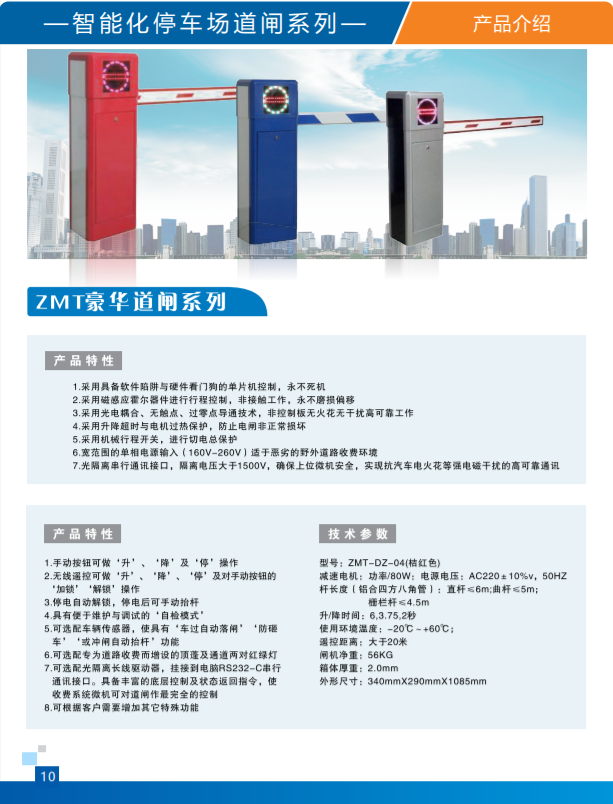 —智能化停车场道闸系列—
产品介绍
ZMT豪华道闸系列
产品特性
1.采用具备软件陷阱与硬件看门狗的单片机控制，永不死机
2.采用磁感应霍尔器件进行行程控制，非接触工作，永不磨损偏移
3.采用光电耦合、无触点、过零点导通技术，非控制板无火花无干扰高可靠工作
4.采用升降超时与电机过热保护，防止电闸非正常损坏
5.采用机械行程开关，进行切电总保护
6.宽范围的单相电源输入（160V-260V）适于恶劣的野外道路收费环境
7.光隔离串行通讯接口，隔离电压大于1500V，确保上位微机安全，实现抗汽车电火花等强电磁干扰的高可靠通讯
产品特性
1.手动按钮可做‘升’、‘降’及‘停’操作
2.无线遥控可做‘升’、‘降’、‘停’及对手动按钮的
‘加锁’‘解锁’操作
3.停电自动解锁，停电后可手动抬杆
4.具有便于维护与调试的‘自检模式’
5.可选配车辆传感器，使具有‘车过自动落闸’‘防砸
车’‘或冲闸自动抬杆’功能
6.可选配专为道路收费而增设的顶蓬及通道两对红绿灯
7.可选配光隔离长线驱动器，挂接到电脑RS232-C串行
通讯接口。具备丰富的底层控制及状态返回指令，使
收费系统微机可对道闸作最完全的控制
8.可根据客户需要增加其它特殊功能
技术参数
型号：ZMT-DZ-04(桔红色)
减速电机：功率/80W：电源电压：AC220±10%v，50HZ
杆长度（铝合四方八角管）：直杆≤6m;曲杆≤5m；
栅栏杆≤4.5m
升/降时间：6,3.75,2秒
使用环境温度：-20℃~+60℃；
遥控距离：大于20米
闸机净重：56KG
箱体厚重：2.0mm
外形尺寸：340mmX290mmX1085mm
10